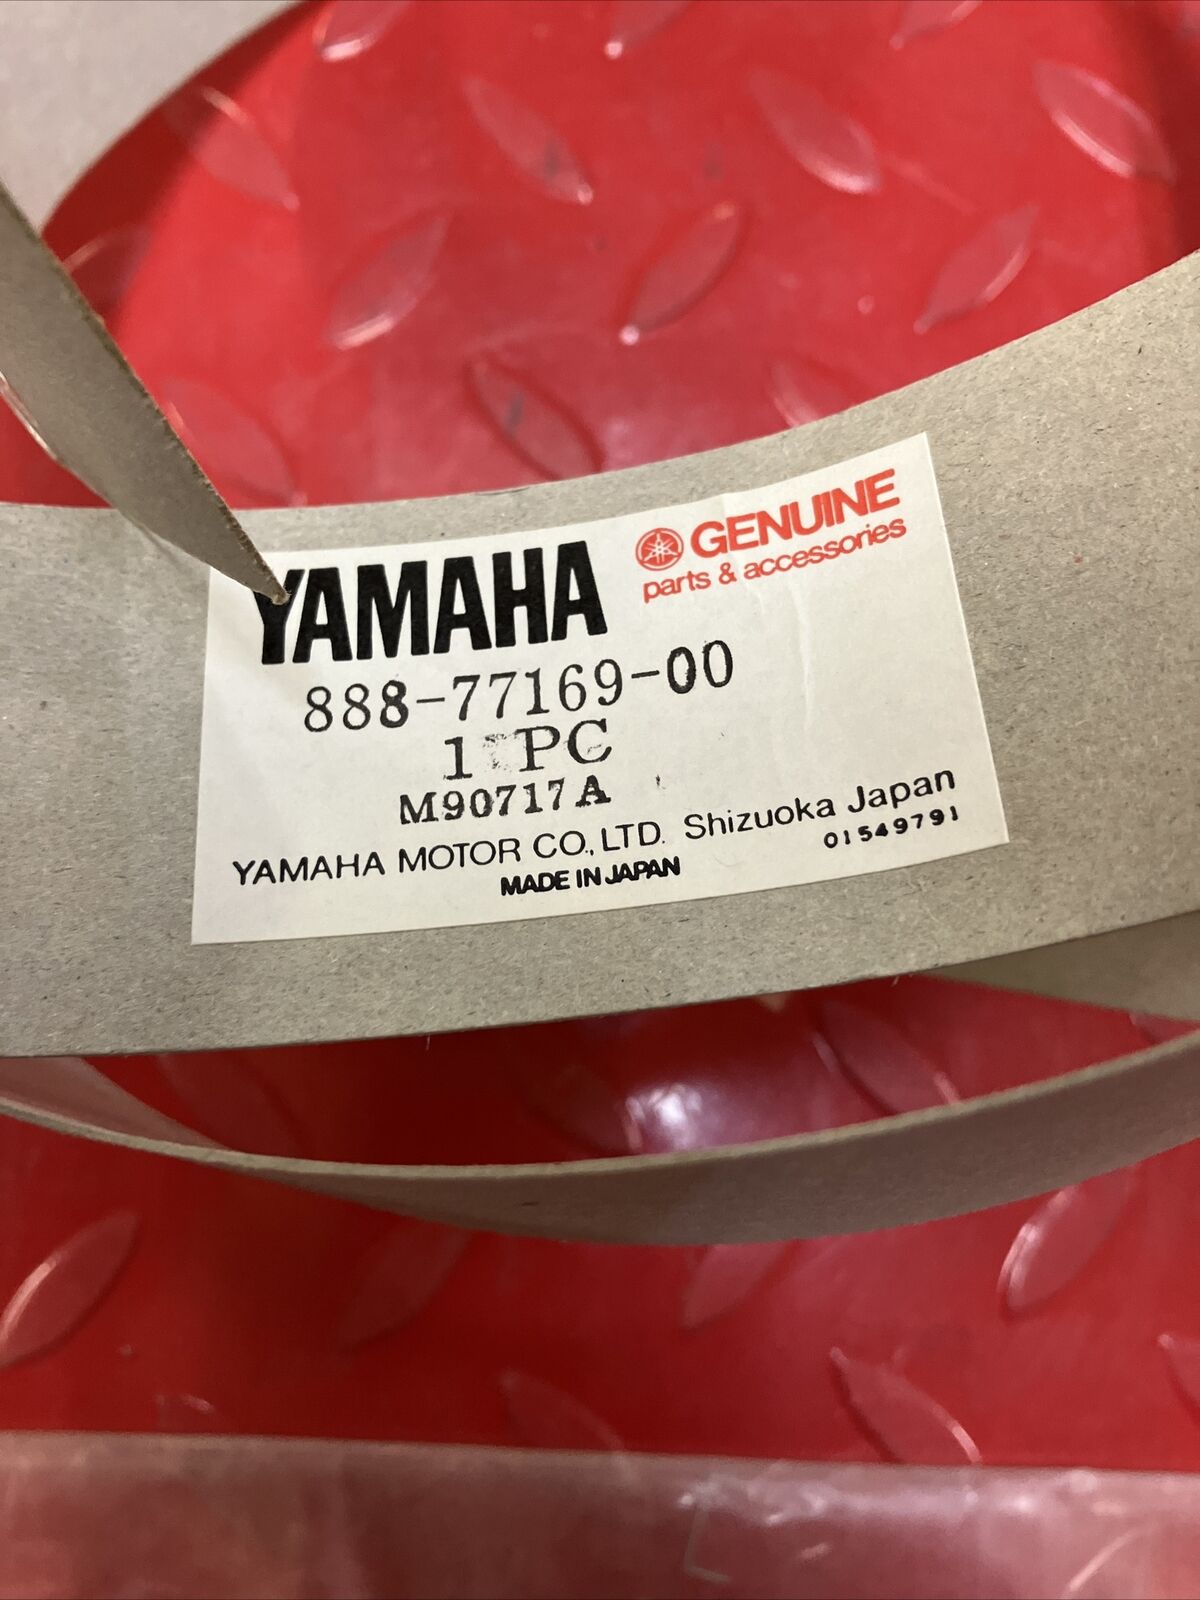 YAMAHA
GENUINE
parts & accessories
888-77169-00
1 PC
M90717A
YAMAHA MOTOR CO., LTD. Shizuoka Japan
MADE IN JAPAN
01549791